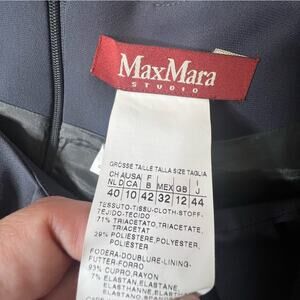 MaxMara
STUDIO
GRÖSSE TAILLE TALLA SIZE TAGLIA
CH AUSA F I
NL D CA B MEX GB J
40 10 42 32 12 44
TESSUTO-TISSU-CLOTH-STOFF-
TEJIDO-TECIDO
71% TRIACETATO, TRIACETATE,
TRIACETAT
29% POLIESTERE, POLYESTER,
POLIESTER
FODERA-DOUBLURE-LINING-
FUTTER-FORRO
93% CUPRO, RAYON
7% ELASTAN, ELASTANE,